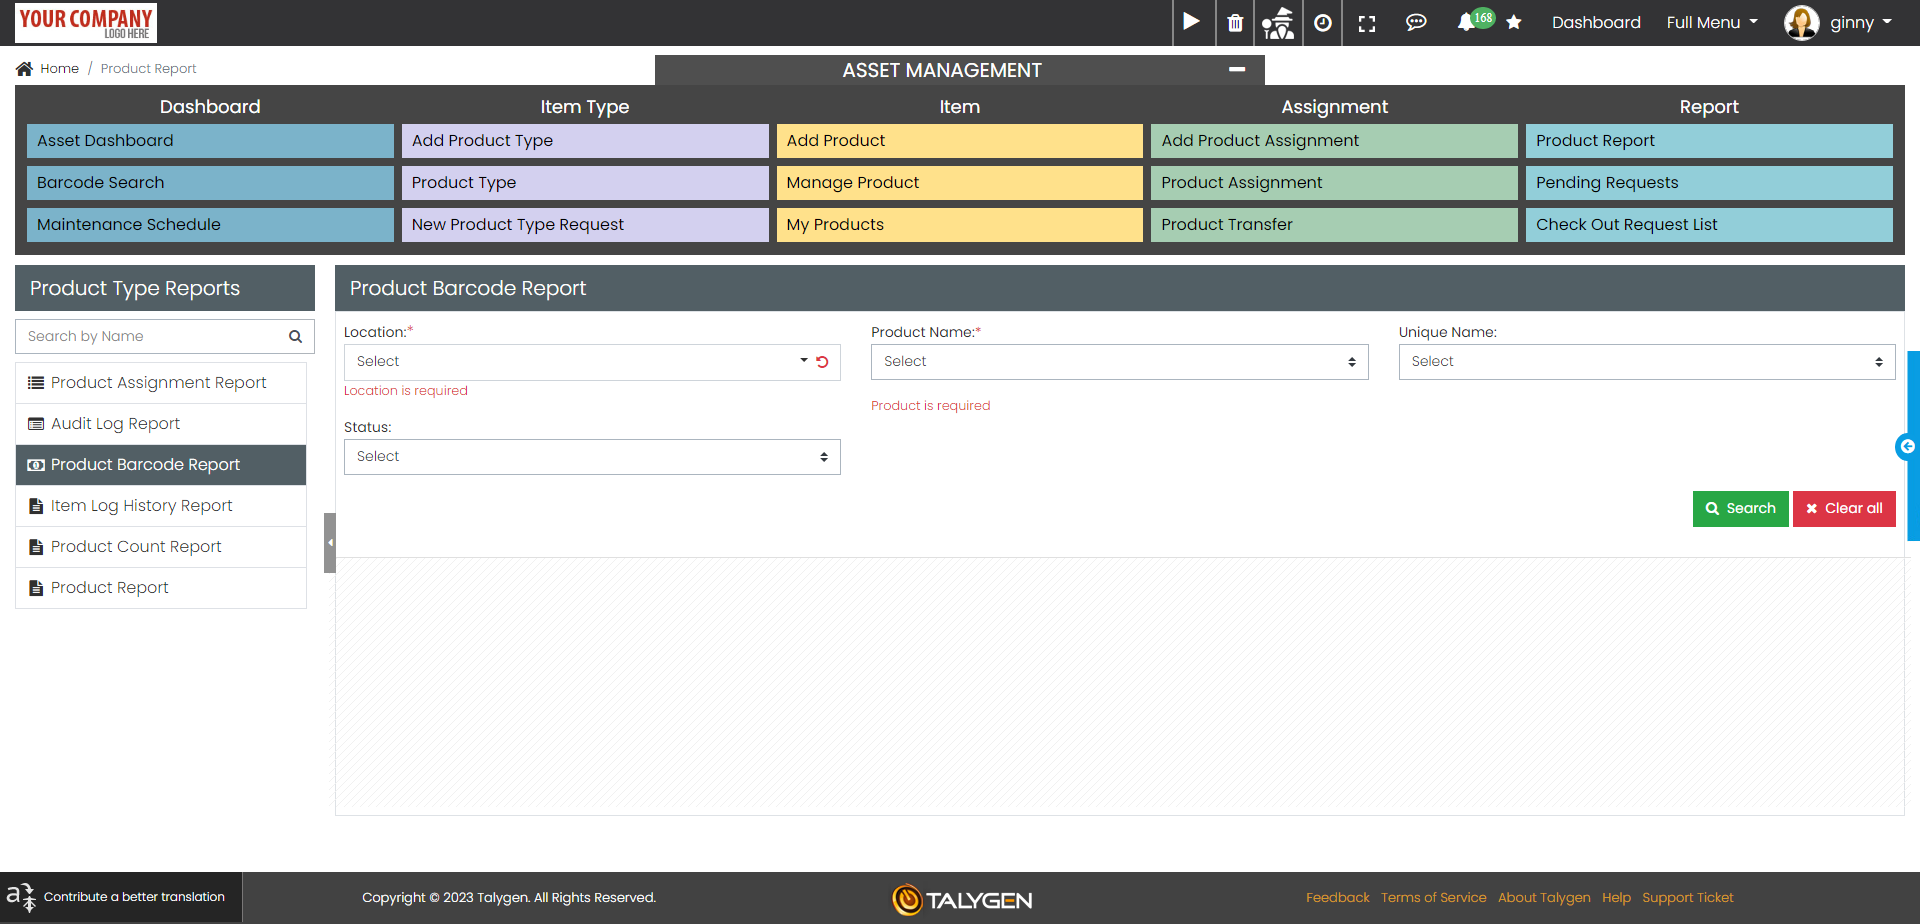 YOUR COMPANY
LOGO HERE
168
Dashboard
Full Menu
ginny
Home / Product Report
ASSET MANAGEMENT
Dashboard
Item Type
Item
Assignment
Report
Asset Dashboard
Add Product Type
Add Product
Add Product Assignment
Product Report
Barcode Search
Product Type
Manage Product
Product Assignment
Pending Requests
Maintenance Schedule
New Product Type Request
My Products
Product Transfer
Check Out Request List
Product Type Reports
Search by Name
Product Assignment Report
Audit Log Report
Product Barcode Report
Item Log History Report
Product Count Report
Product Report
Product Barcode Report
Location:*
Select
Location is required
Product Name:*
Select
Product is required
Unique Name:
Select
Status:
Select
Search
Clear all
Contribute a better translation
Copyright © 2023 Talygen. All Rights Reserved.
TALYGEN
Feedback
Terms of Service
About Talygen
Help
Support Ticket